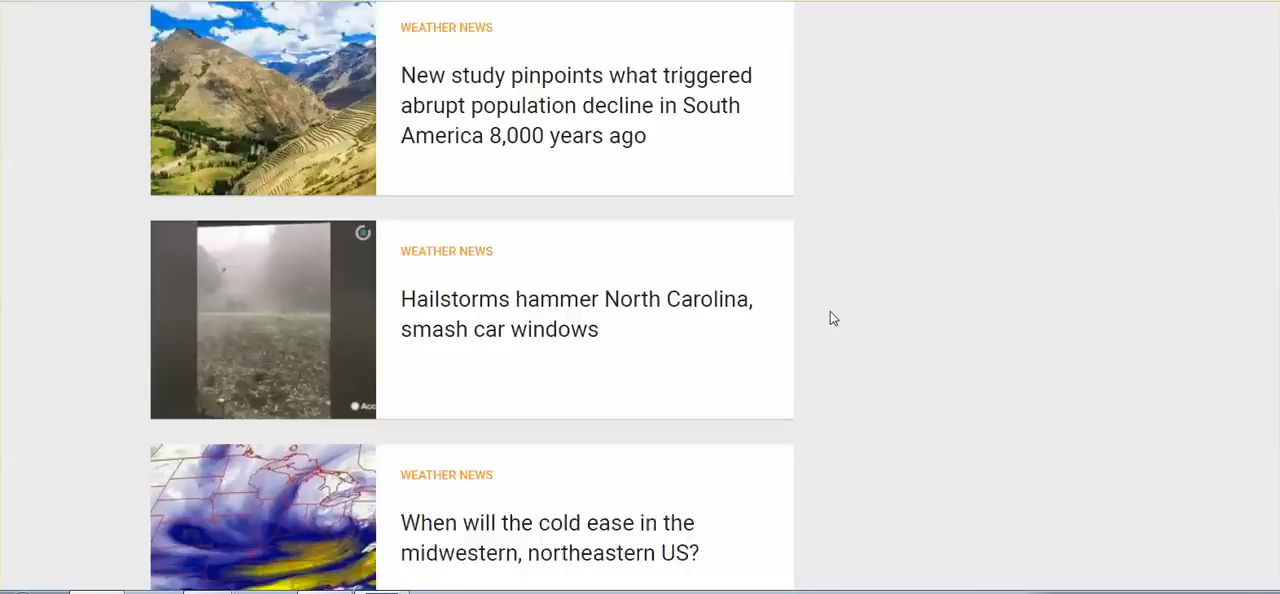 WEATHER NEWS
New study pinpoints what triggered
abrupt population decline in South
America 8,000 years ago
WEATHER NEWS
Hailstorms hammer North Carolina,
smash car windows
Acc
WEATHER NEWS
When will the cold ease in the
midwestern, northeastern US?